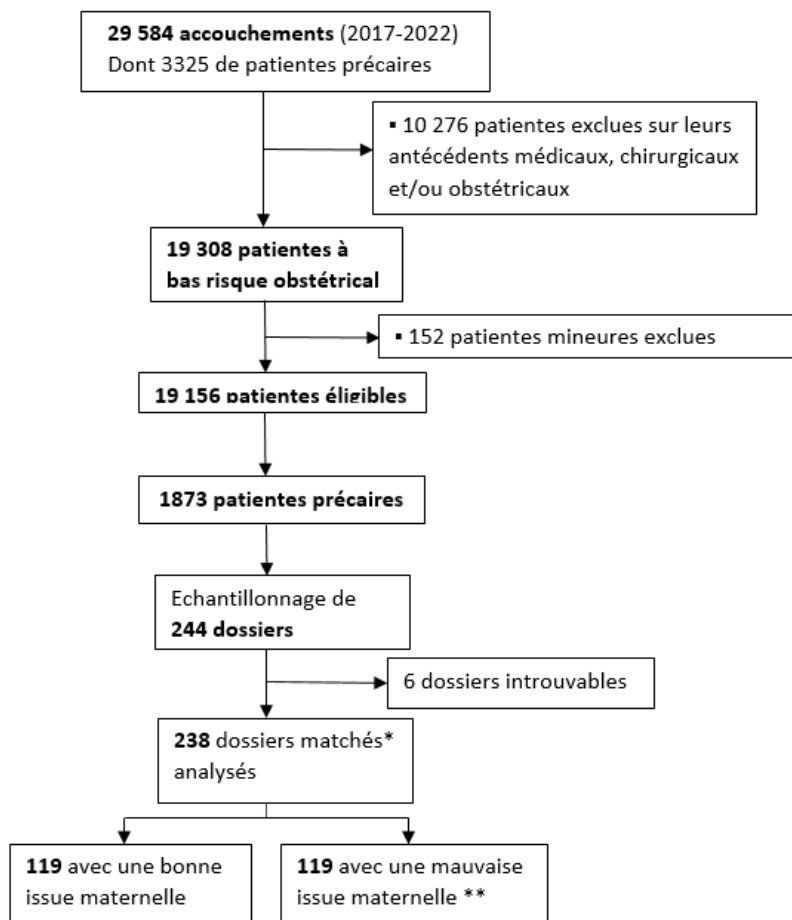 29 584 accouchements (2017-2022)
Dont 3325 de patientes précaires
▪ 10 276 patientes exclues sur leurs
antécédents médicaux, chirurgicaux
et/ou obstétricaux
19 308 patientes à
bas risque obstétrical
▪ 152 patientes mineures exclues
19 156 patientes éligibles
1873 patientes précaires
Echantillonnage de
244 dossiers
6 dossiers introuvables
238 dossiers matchés*
analysés
119 avec une bonne
issue maternelle
119 avec une mauvaise
issue maternelle **